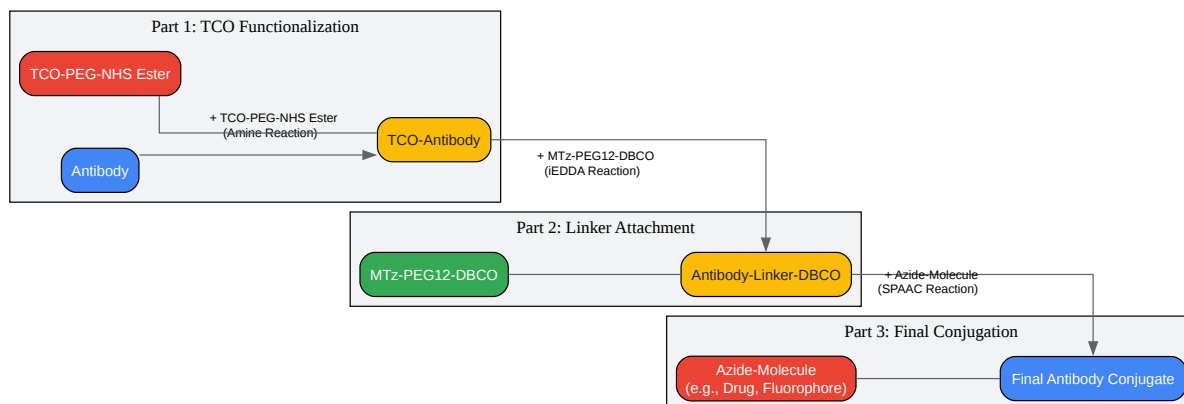 Part 1: TCO Functionalization
TCO-PEG-NHS Ester
+ TCO-PEG-NHS Ester
(Amine Reaction)
TCO-Antibody
Antibody
+ MTz-PEG12-DBCO
(iEDDA Reaction)
Part 2: Linker Attachment
MTz-PEG12-DBCO
Antibody-Linker-DBCO
+ Azide-Molecule
(SPAAC Reaction)
Part 3: Final Conjugation
Azide-Molecule
(e.g., Drug, Fluorophore)
Final Antibody Conjugate